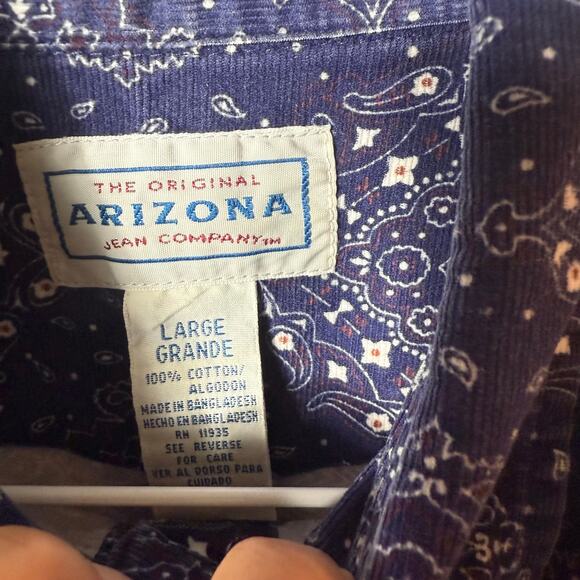 THE ORIGINAL
ARIZONA
JEAN COMPANY™
LARGE
GRANDE
100% COTTON/
ALGODON
MADE IN BANGLADESH
HECHO EN BANGLADESH
RN 11935
SEE REVERSE
FOR CARE
VER AL DORSO PARA
CUIDADO